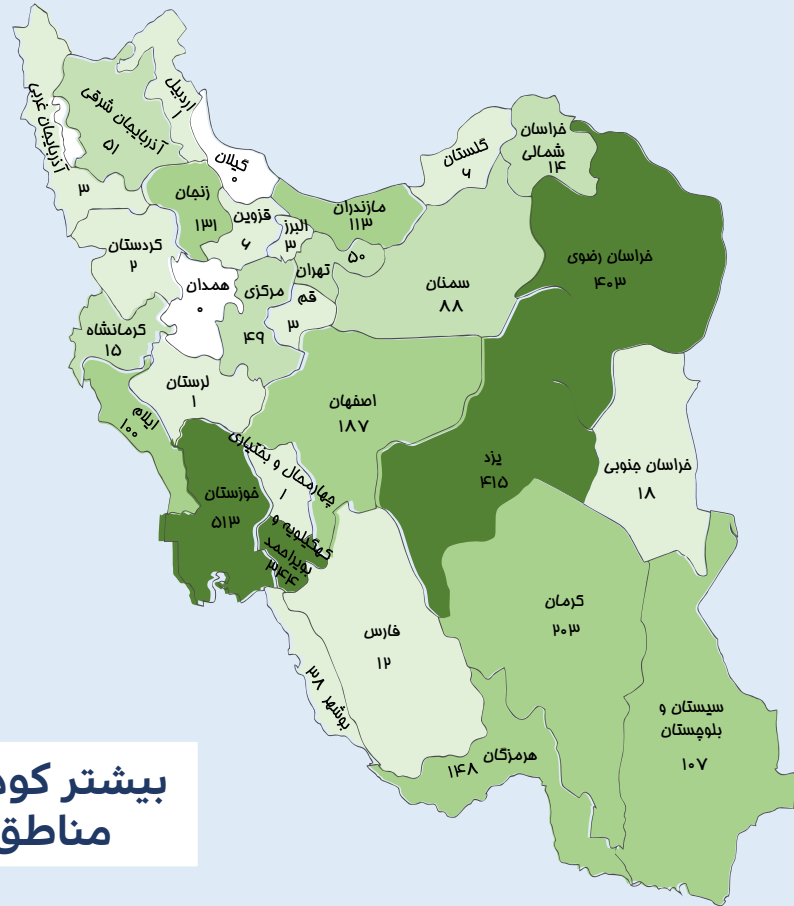 اردبیل
۱
آذربایجان شرقی
۵۱
آذربایجان غربی
۳
گیلان
۰
زنجان
۱۳۱
قزوین
۶
البرز
۳
مازندران
۱۱۳
گلستان
۶
خراسان
شمالی
۱۴
خراسان رضوی
۴۰۳
کردستان
۲
همدان
۰
مرکزی
۴۹
تهران
۵۰
قم
۳
سمنان
۸۸
کرمانشاه
۱۵
لرستان
۱
ایلام
۱۰۰
اصفهان
۱۸۷
یزد
۴۱۵
خراسان جنوبی
۱۸
خوزستان
۵۱۳
چهارمحال و بختیاری
۱
کهگیلویه و
بویراحمد
۳۴۴
فارس
۱۲
کرمان
۲۰۳
بوشهر ۳۸
هرمزگان
۱۴۸
سیستان و
بلوچستان
۱۰۷
بیشتر
مناطق